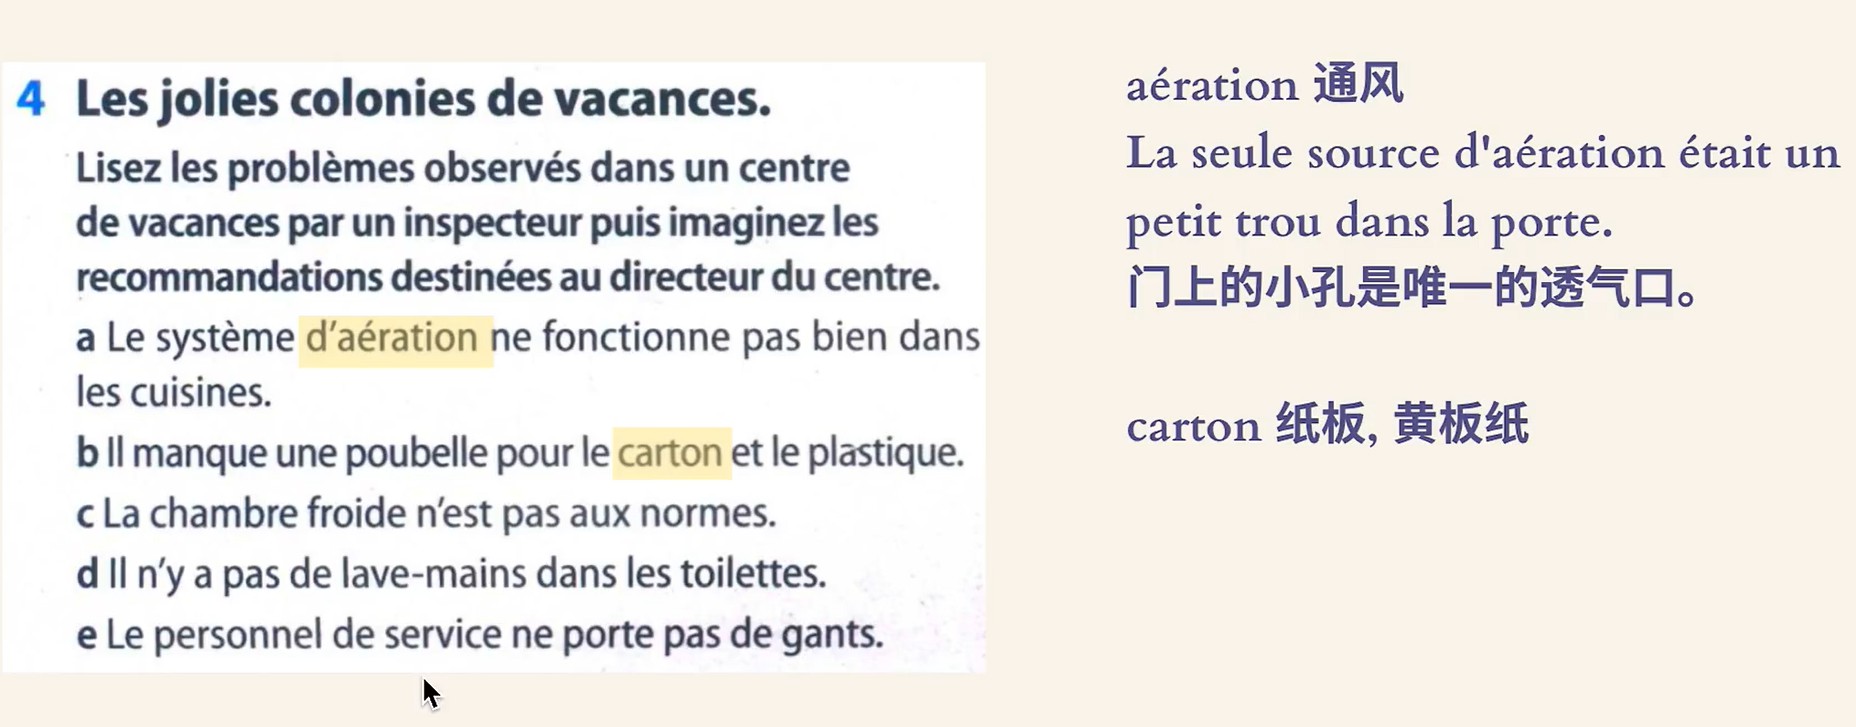 4 Les jolies colonies de vacances.
Lisez les problèmes observés dans un centre
de vacances par un inspecteur puis imaginez les
recommandations destinées au directeur du centre.
a Le système d’aération ne fonctionne pas bien dans
les cuisines.
b Il manque une poubelle pour le carton et le plastique.
c La chambre froide n’est pas aux normes.
d Il n’y a pas de lave-mains dans les toilettes.
e Le personnel de service ne porte pas de gants.
aération 通风
La seule source d'aération était un
petit trou dans la porte.
门上的小孔是唯一的透气口。
carton 纸板, 黄板纸